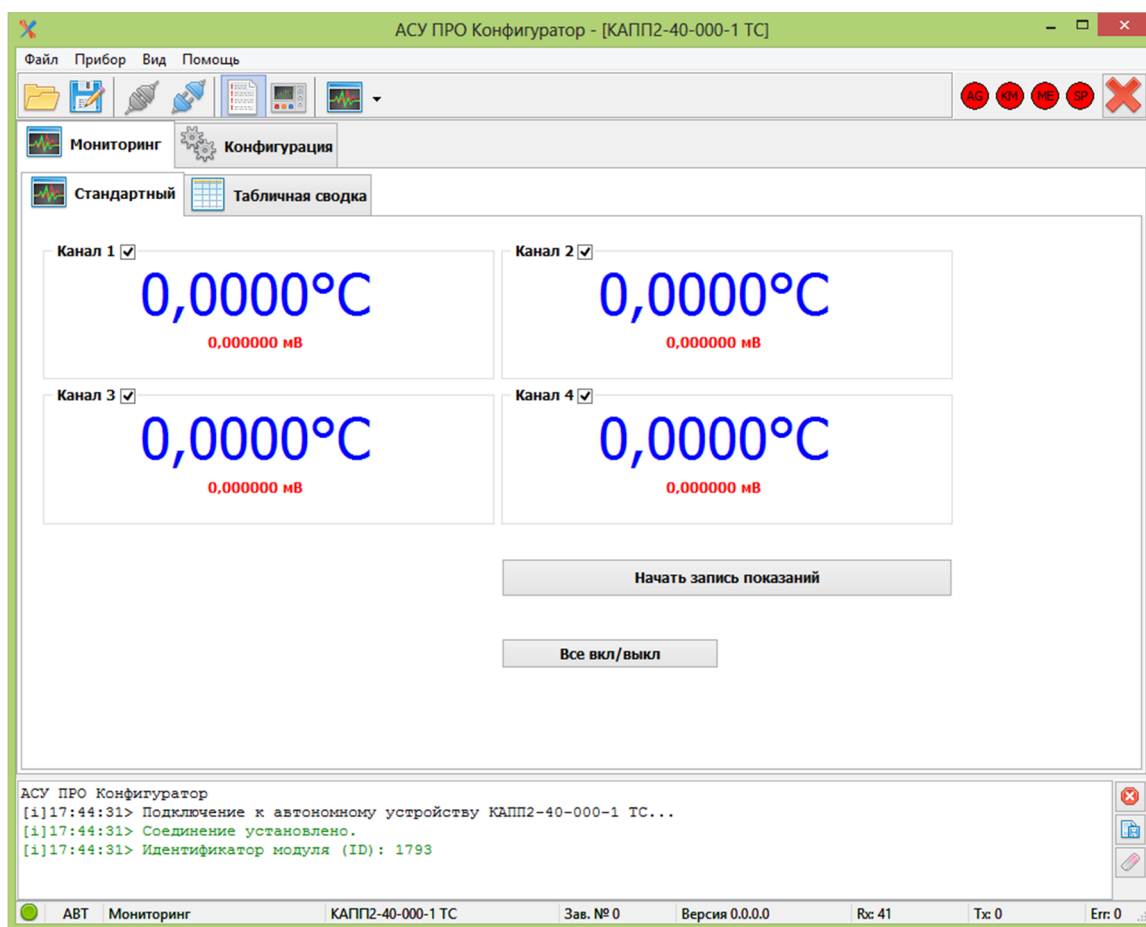 АСУ ПРО Конфигуратор - [КАПП2-40-000-1 ТС]
Файл Прибор Вид Помощь
AG KM ME SP
Мониторинг Конфигурация
Стандартный Табличная сводка
Канал 1 Канал 2
0,0000°C 0,0000°C
0,000000 мВ 0,000000 мВ
Канал 3 Канал 4
0,0000°C 0,0000°C
0,000000 мВ 0,000000 мВ
Начать запись показаний
Все вкл/выкл
АСУ ПРО Конфигуратор
[i]17:44:31> Подключение к автономному устройству КАПП2-40-000-1 ТС...
[i]17:44:31> Соединение установлено.
[i]17:44:31> Идентификатор модуля (ID): 1793
АВТ Мониторинг КАПП2-40-000-1 ТС Зав. № 0 Версия 0.0.0.0 Rx: 41 Tx: 0 Err: 0